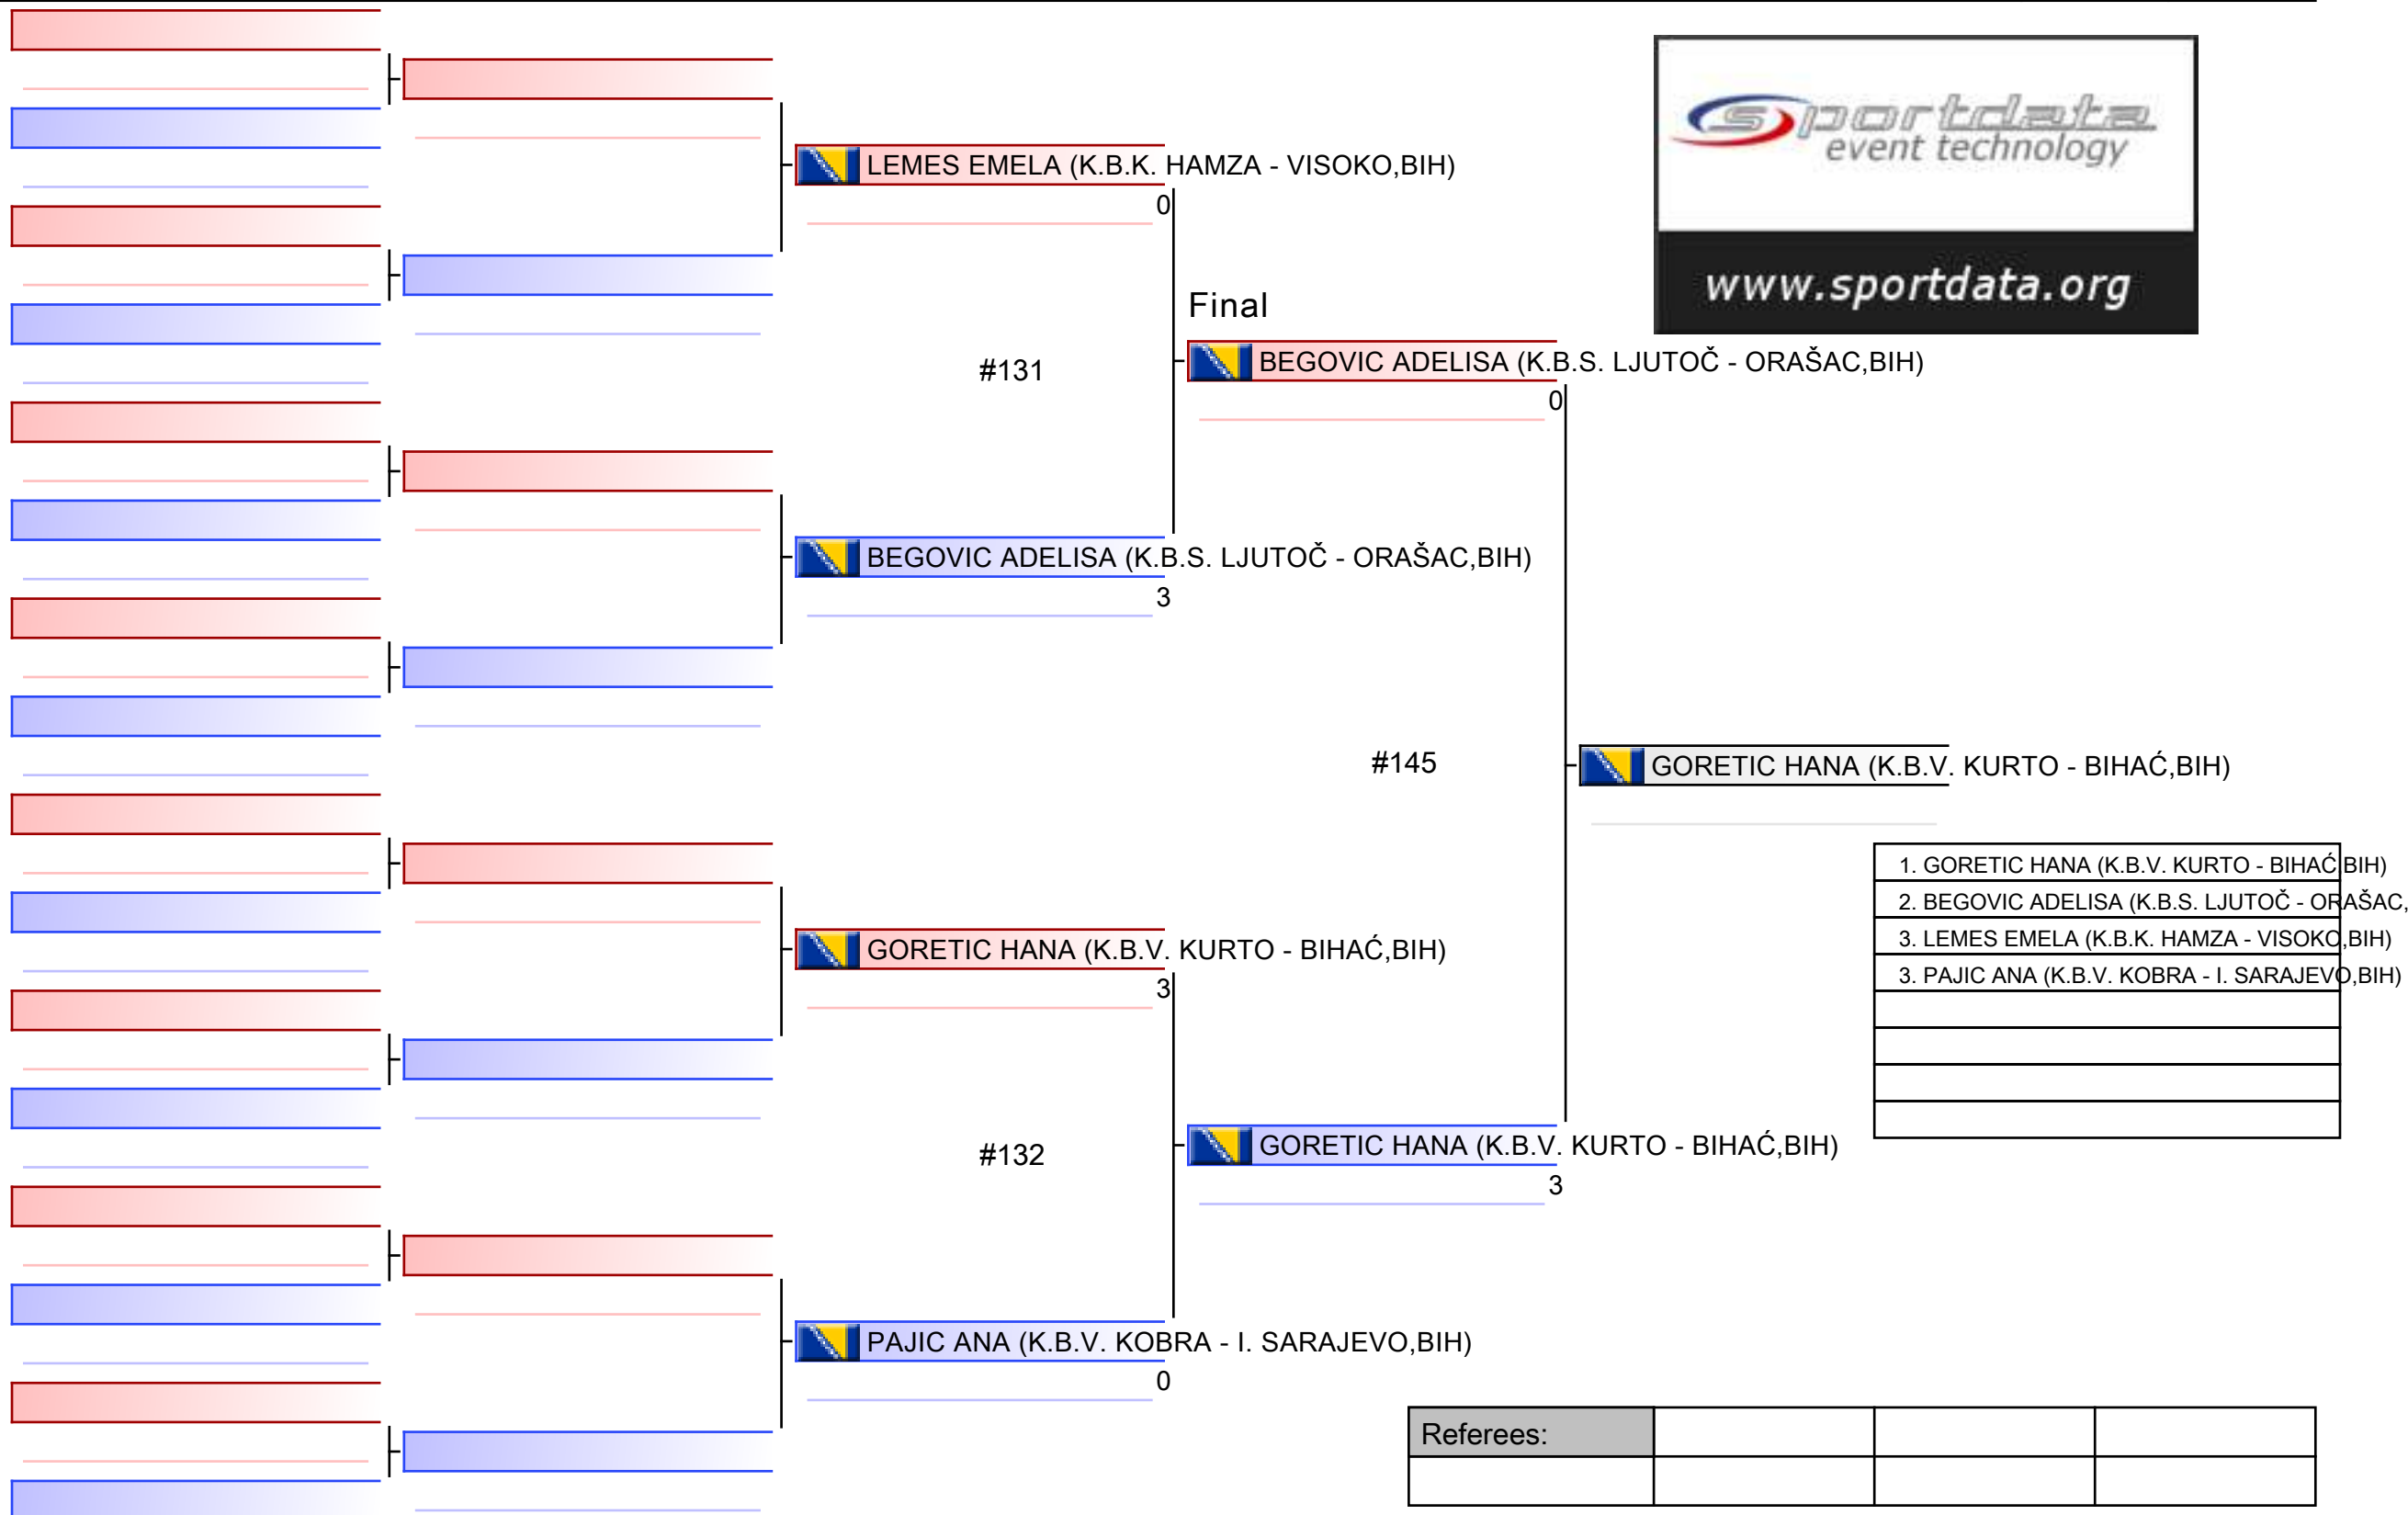 sportdata
event technology
www.sportdata.org
LEMES EMELA (K.B.K. HAMZA - VISOKO,BIH)
0
Final
#131
BEGOVIC ADELISA (K.B.S. LJUTOČ - ORAŠAC,BIH)
0
BEGOVIC ADELISA (K.B.S. LJUTOČ - ORAŠAC,BIH)
3
#145
GORETIC HANA (K.B.V. KURTO - BIHAĆ,BIH)
1. GORETIC HANA (K.B.V. KURTO - BIHAĆ,BIH)
2. BEGOVIC ADELISA (K.B.S. LJUTOČ - ORAŠAC,
3. LEMES EMELA (K.B.K. HAMZA - VISOKO,BIH)
3. PAJIC ANA (K.B.V. KOBRA - I. SARAJEVO,BIH)
GORETIC HANA (K.B.V. KURTO - BIHAĆ,BIH)
3
#132
GORETIC HANA (K.B.V. KURTO - BIHAĆ,BIH)
3
PAJIC ANA (K.B.V. KOBRA - I. SARAJEVO,BIH)
0
Referees: